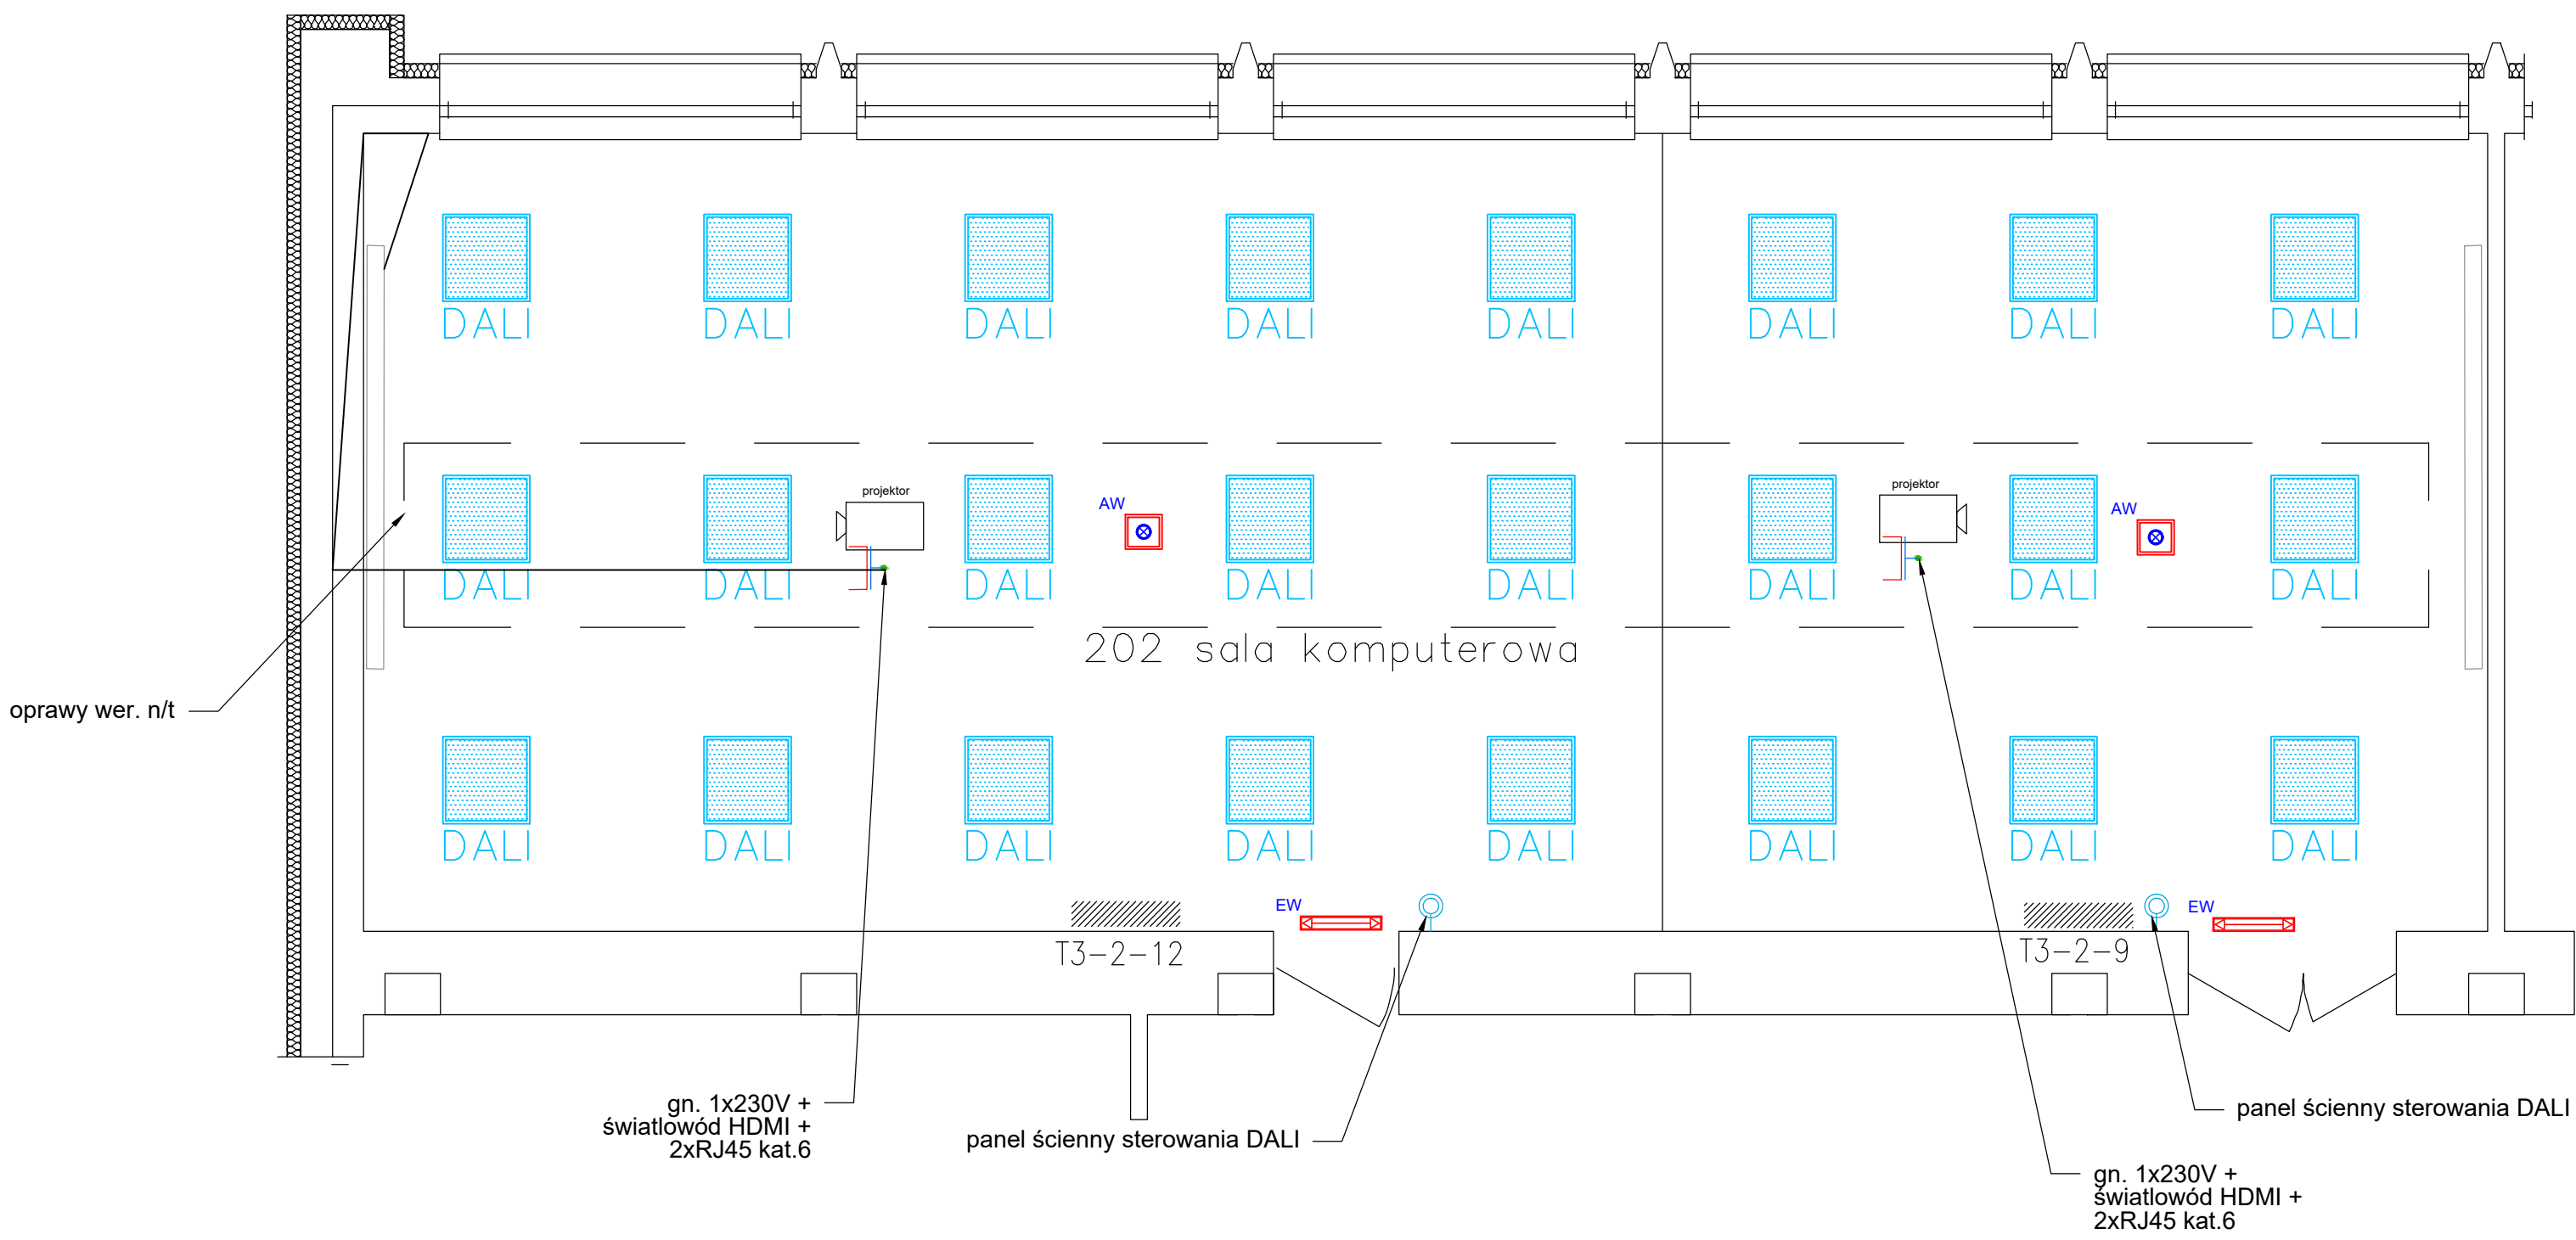 DALI DALI DALI DALI DALI DALI DALI DALI
projektor
projektor
AW
AW
DALI DALI DALI DALI DALI DALI DALI DALI
202 sala komputerowa
oprawy wer. n/t
DALI DALI DALI DALI DALI DALI DALI DALI
EW
EW
T3-2-12
T3-2-9
gn. 1x230V +
światlowód HDMI +
2xRJ45 kat.6
panel ścienny sterowania DALI
panel ścienny sterowania DALI
gn. 1x230V +
światlowód HDMI +
2xRJ45 kat.6